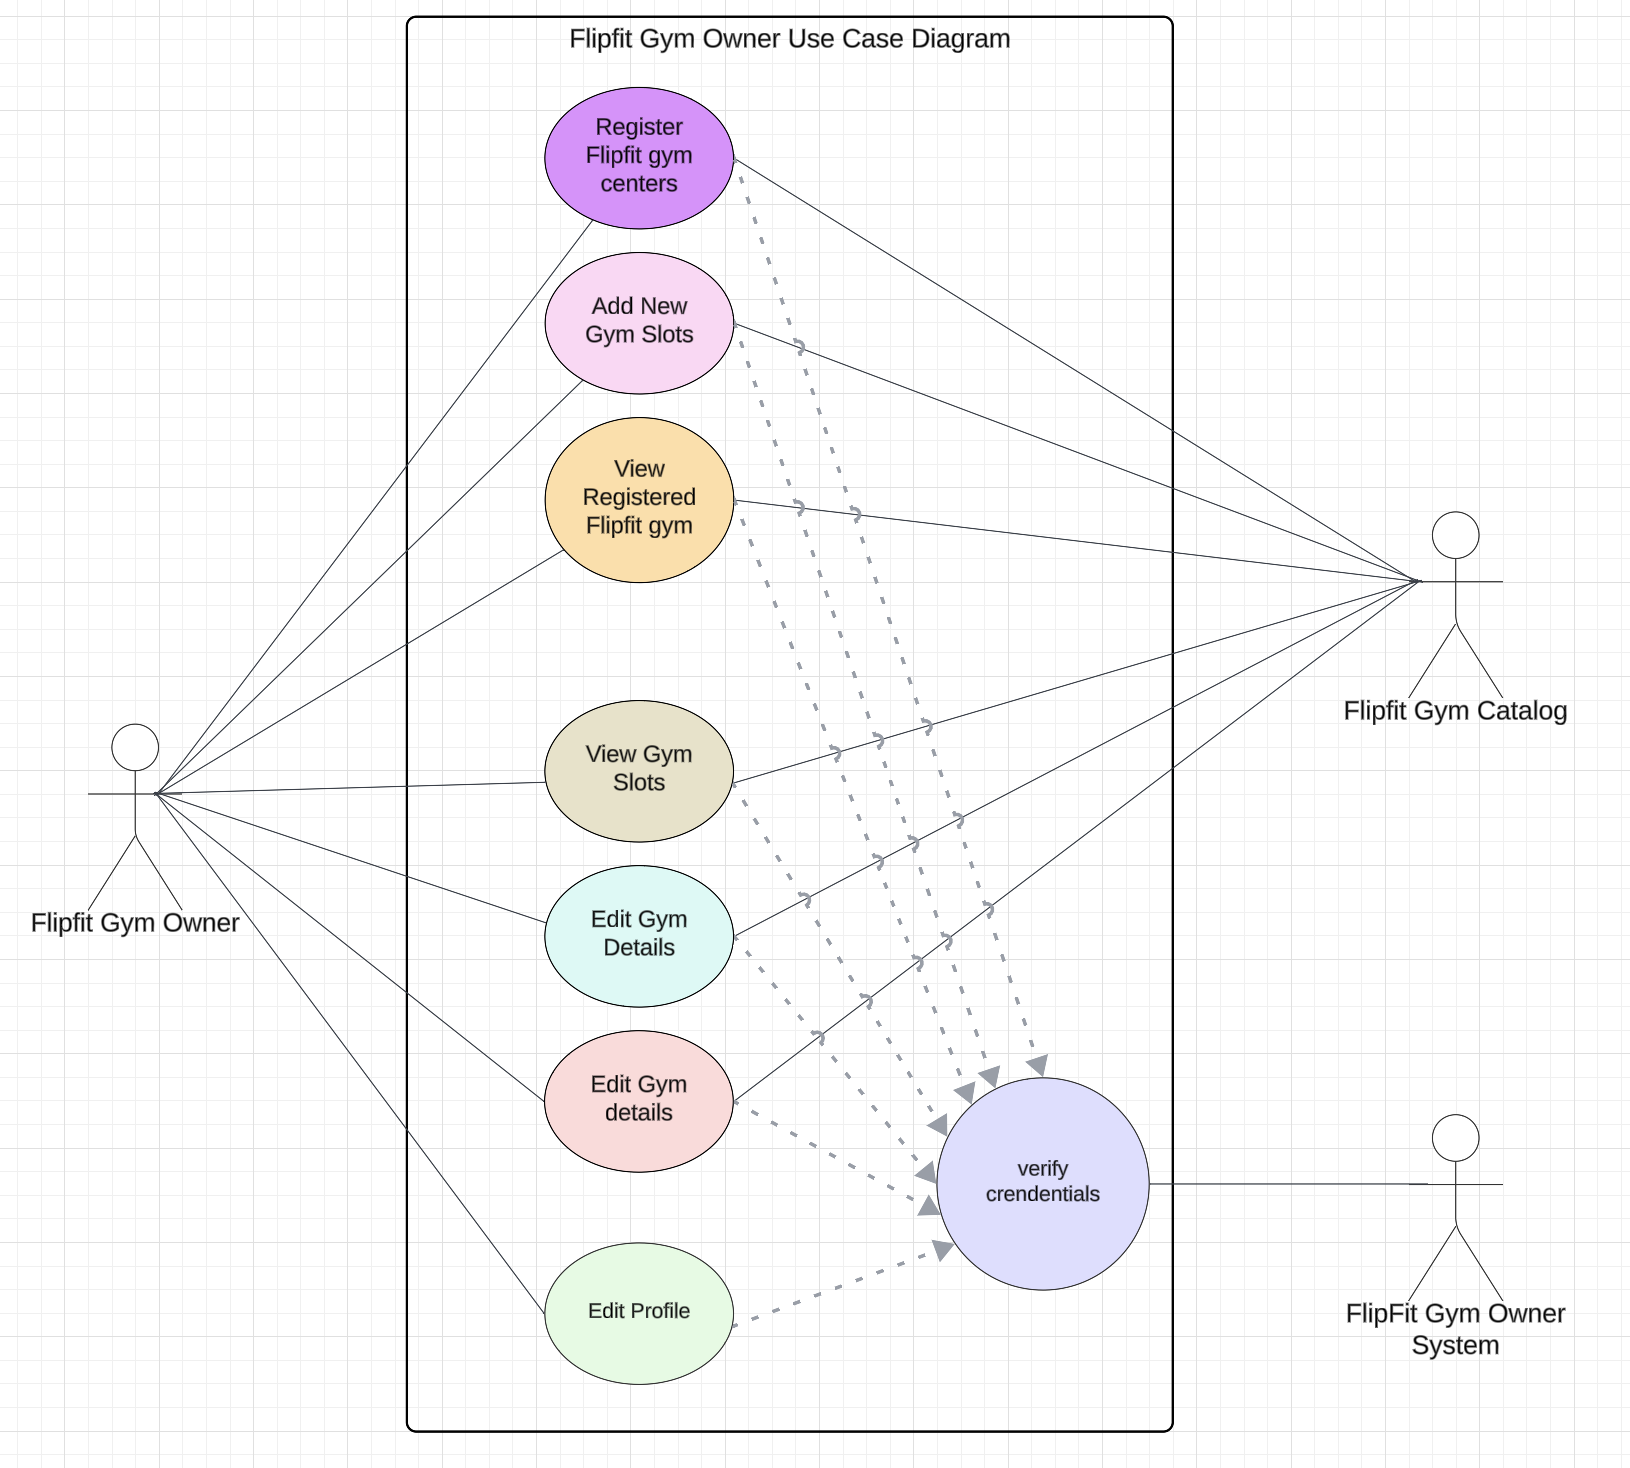 Flipfit Gym Owner Use Case Diagram
Register
Flipfit gym
centers
Add New
Gym Slots
View
Registered
Flipfit gym
View Gym
Slots
Edit Gym
Details
Edit Gym
details
Edit Profile
verify
crendentials
Flipfit Gym Owner
Flipfit Gym Catalog
FlipFit Gym Owner
System